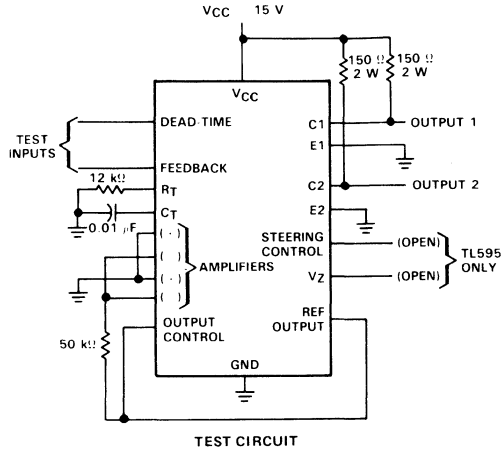 VCC 15 V
150 Ω
2 W
150 Ω
2 W
VCC
TEST
INPUTS
DEAD-TIME
FEEDBACK
12 kΩ
RT
CT
0.01 μF
AMPLIFIERS
OUTPUT
CONTROL
50 kΩ
C1
OUTPUT 1
E1
C2
OUTPUT 2
E2
STEERING
CONTROL
(OPEN)
VZ
(OPEN)
TL595
ONLY
REF
OUTPUT
GND
TEST CIRCUIT